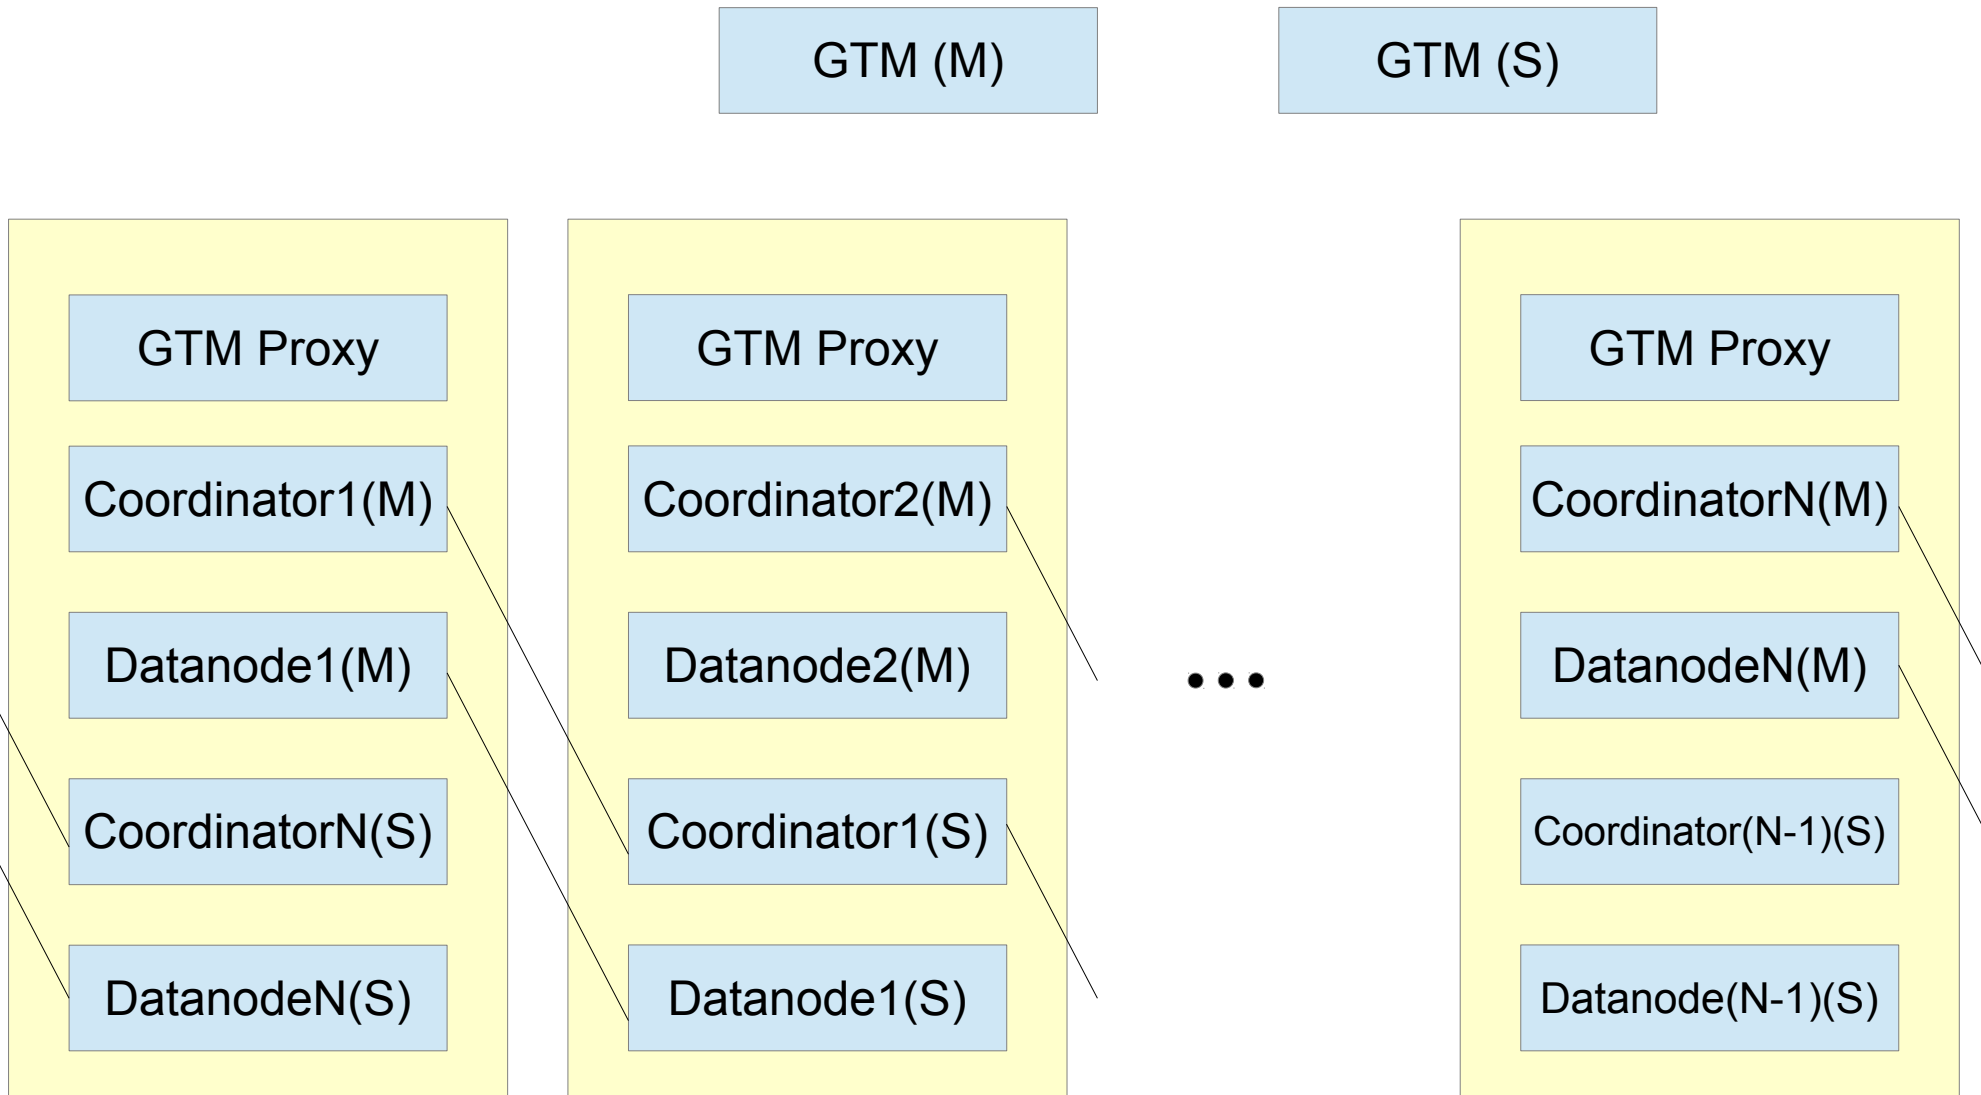 GTM (M)
GTM (S)
GTM Proxy
Coordinator1(M)
Datanode1(M)
CoordinatorN(S)
DatanodeN(S)
GTM Proxy
Coordinator2(M)
Datanode2(M)
Coordinator1(S)
Datanode1(S)
...
GTM Proxy
CoordinatorN(M)
DatanodeN(M)
Coordinator(N-1)(S)
Datanode(N-1)(S)